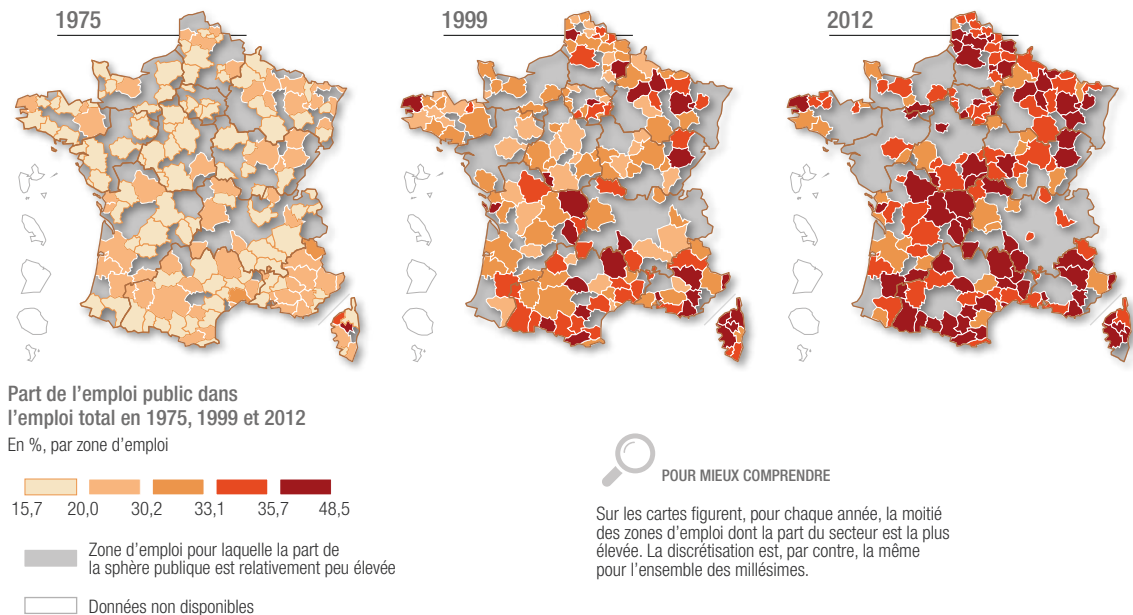 1975
1999
2012
Part de l’emploi public dans
l’emploi total en 1975, 1999 et 2012
En %, par zone d’emploi
15,7 20,0 30,2 33,1 35,7 48,5
Zone d’emploi pour laquelle la part de
la sphère publique est relativement peu élevée
Données non disponibles
POUR MIEUX COMPRENDRE
Sur les cartes figurent, pour chaque année, la moitié
des zones d’emploi dont la part du secteur est la plus
élevée. La discrétisation est, par contre, la même
pour l’ensemble des millésimes.